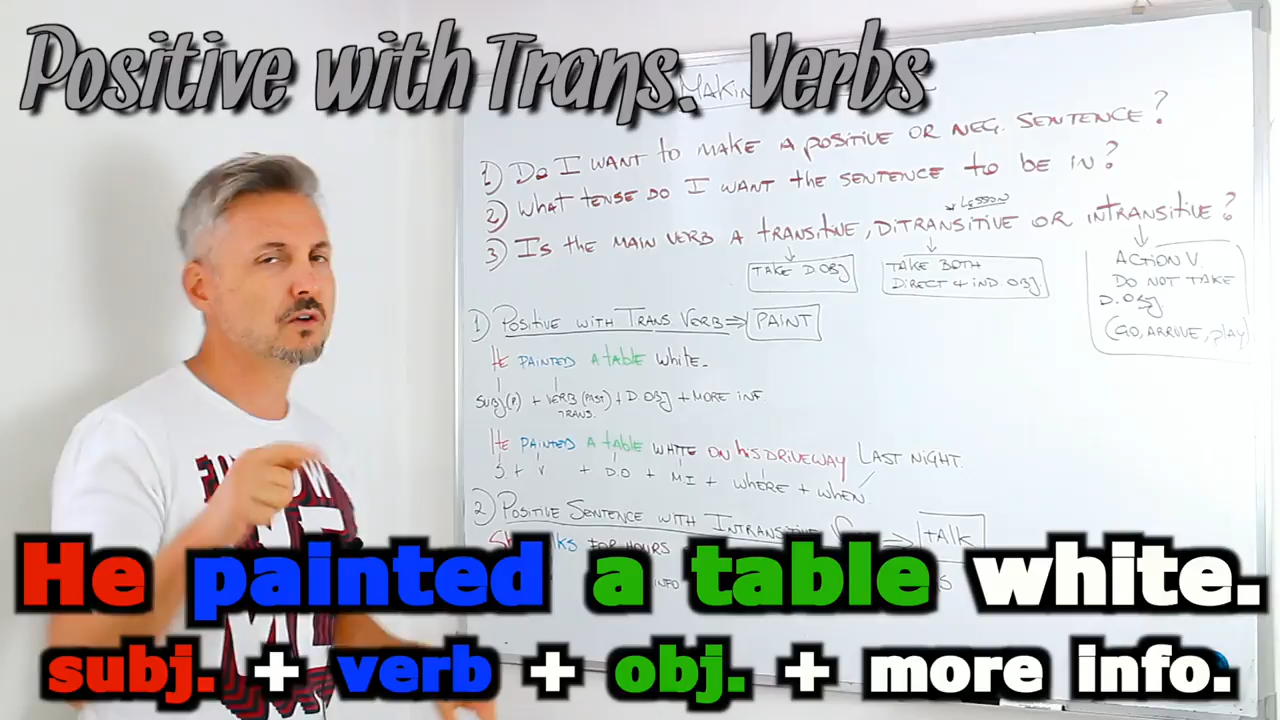 Positive with Trans. Verbs
MAKIN
1) Do I WANT to MAKE A POSITIVE OR NEG. SENTENCE?
2) WHAT TENSE DO I WANT the SENTENCE to BE IN?
LESSON
3) IS the MAIN VERB A TRANSITIVE, DITRANSITIVE OR INTRANSITIVE?
TAKE D.OBJ
TAKE BOTH
DIRECT + IND. OBJ.
ACTION V.
DO NOT TAKE
D.OBJ.
(GO, ARRIVE, PLAY)
1) POSITIVE WITH TRANS VERB → PAINT
HE PAINTED A table white.
SUBJ(P) + VERB (PAST) + D.OBJ + MORE INF
TRANS.
HE PAINTED A table WHITE ON his DRIVEWAY LAST NIGHT.
S + V + D.O + MI + WHERE + WHEN
2) POSITIVE SENTENCE WITH INTRANSITIVE V → tAlk
FOR HOURS
INFO
He painted a table white.
subj. + verb + obj. + more info.